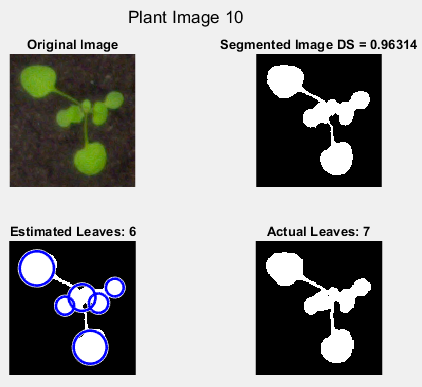 Plant Image 10
Original Image
Segmented Image DS = 0.96314
Estimated Leaves: 6
Actual Leaves: 7